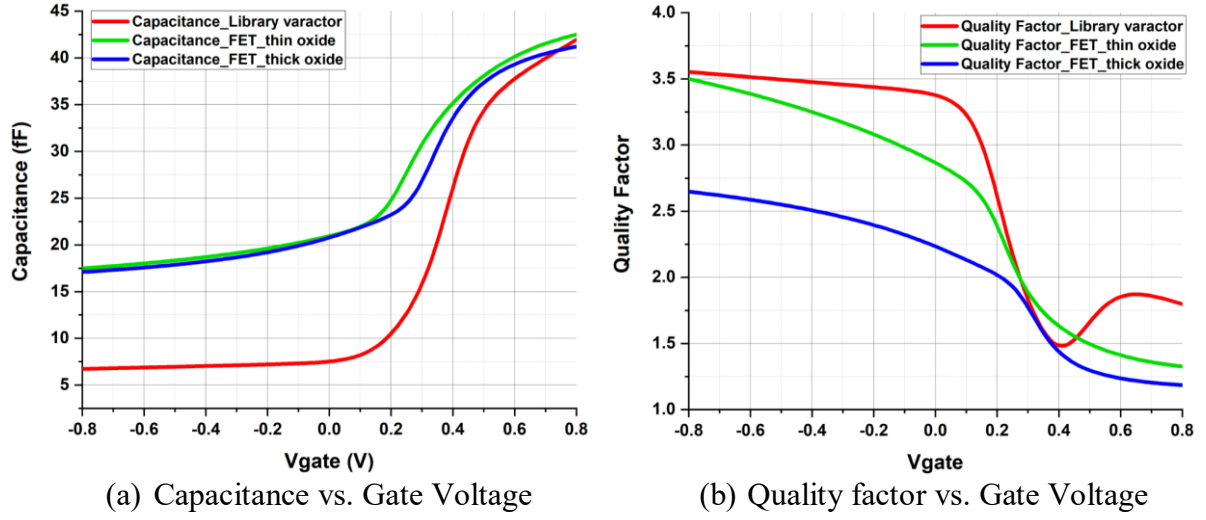 Capacitance_Library varactor
Capacitance_FET_thin oxide
Capacitance_FET_thick oxide
Capacitance (fF)
45
40
35
30
25
20
15
10
5
-0.8 -0.6 -0.4 -0.2 0.0 0.2 0.4 0.6 0.8
Vgate (V)
(a) Capacitance vs. Gate Voltage
Quality Factor_Library varactor
Quality Factor_FET_thin oxide
Quality Factor_FET_thick oxide
Quality Factor
4.0
3.5
3.0
2.5
2.0
1.5
1.0
-0.8 -0.6 -0.4 -0.2 0.0 0.2 0.4 0.6 0.8
Vgate
(b) Quality factor vs. Gate Voltage